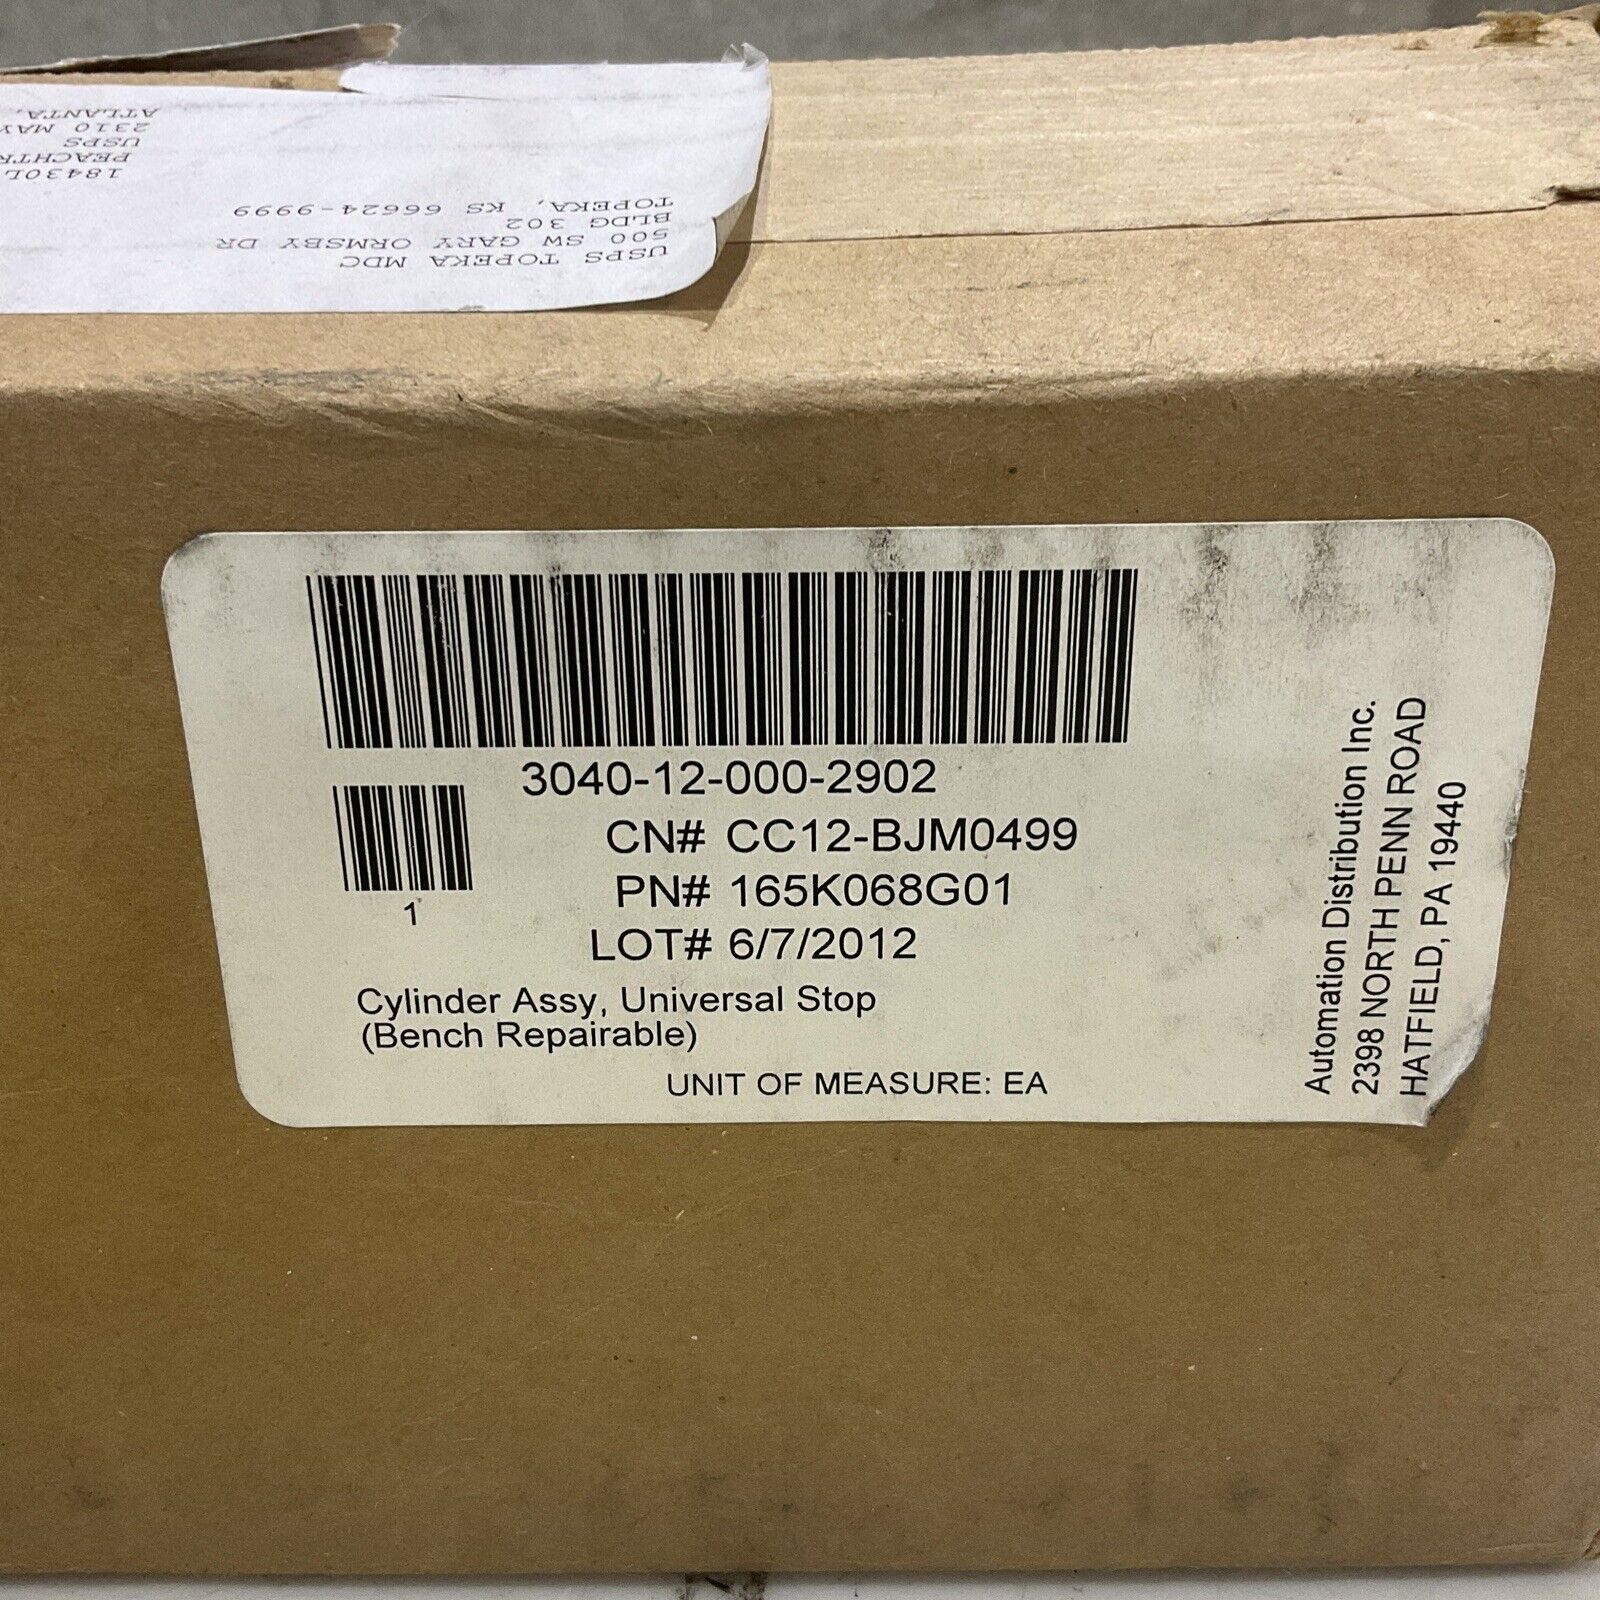 USPS TOPEKA MDC
500 SW GARY ORMSBY DR
BLDG 302
TOPEKA, KS 66624-9999
USPS
2310
ATLANTA,
3040-12-000-2902
1
CN# CC12-BJM0499
PN# 165K068G01
LOT# 6/7/2012
Cylinder Assy, Universal Stop
(Bench Repairable)
UNIT OF MEASURE: EA
Automation Distribution Inc.
2398 NORTH PENN ROAD
HATFIELD, PA 19440